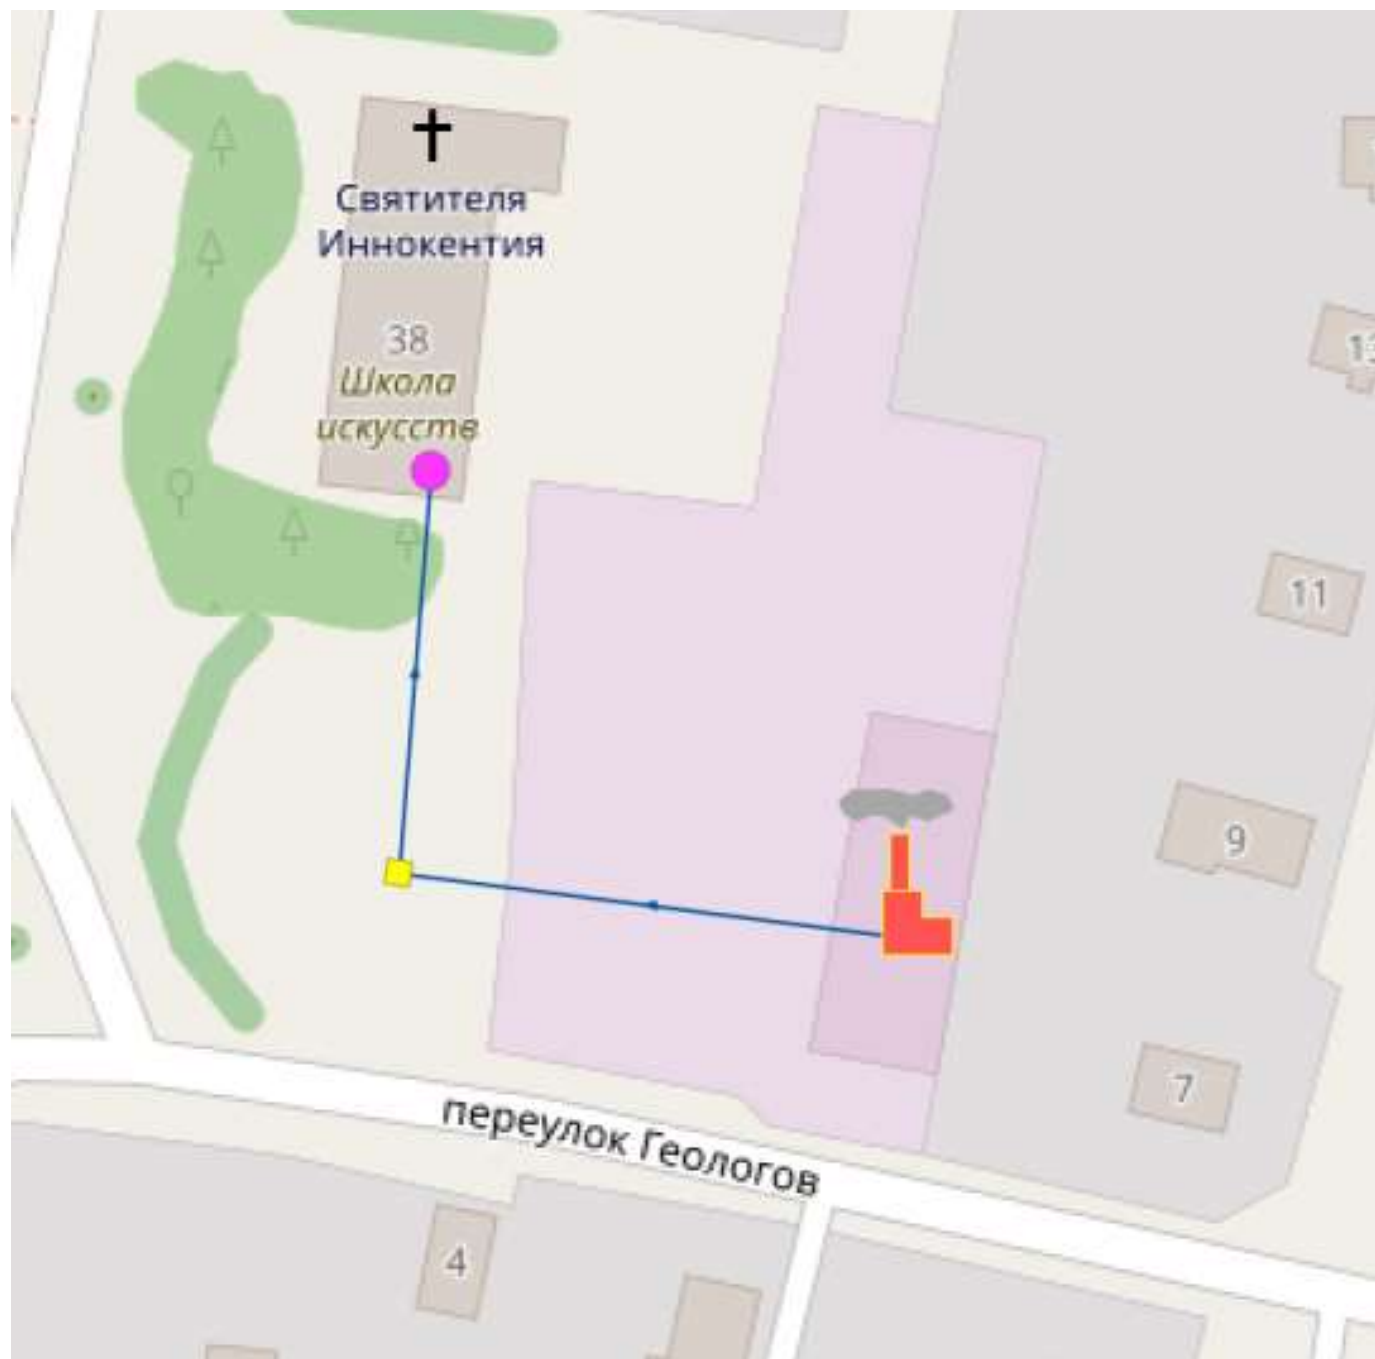 Святителя
Иннокентия
38
Школа
искусств
11
9
7
переулок Геологов
4